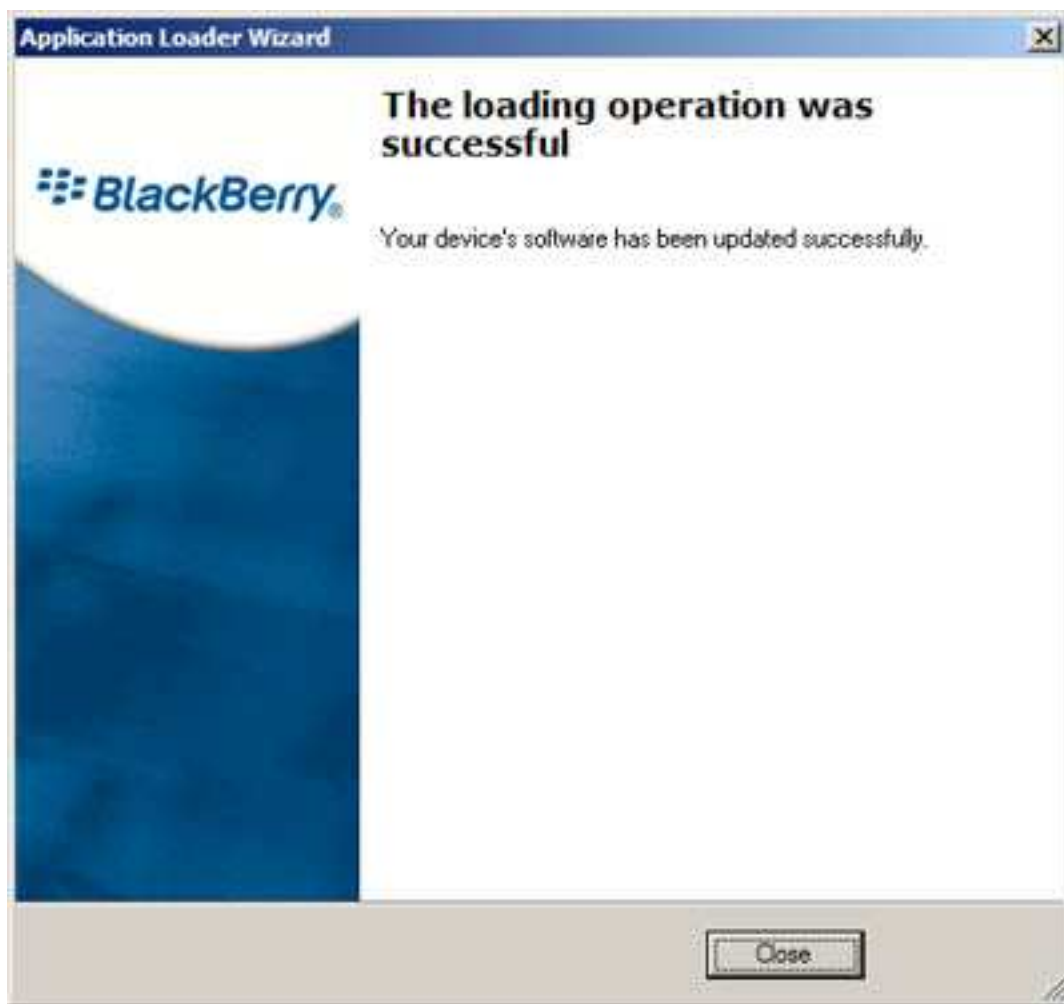 Application Loader Wizard
The loading operation was
successful
BlackBerry®
Your device's software has been updated successfully.
Close